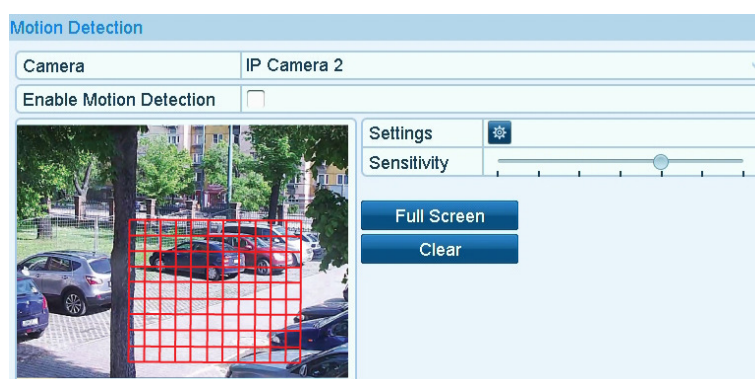 Motion Detection
Camera IP Camera 2
Enable Motion Detection
Settings
Sensitivity
Full Screen
Clear